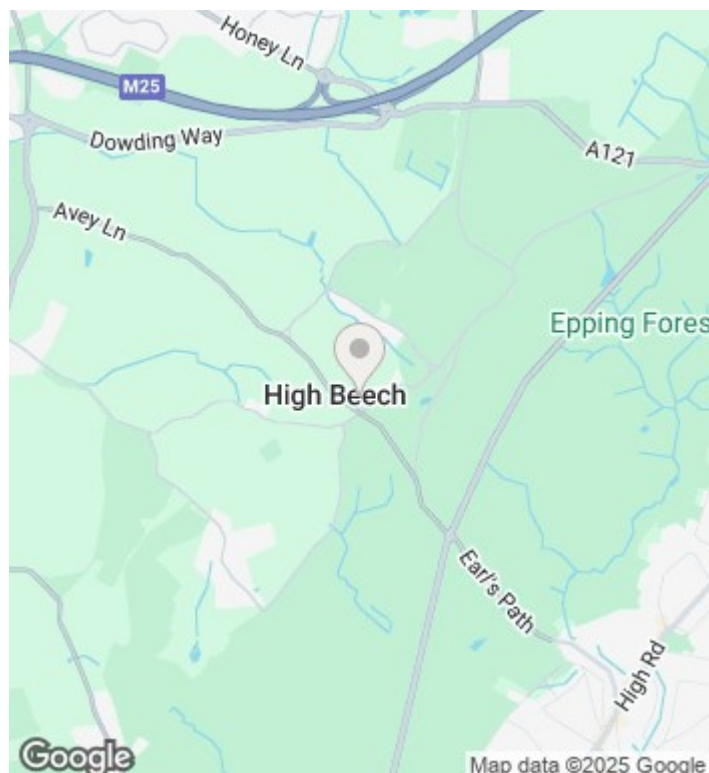 Honey Ln
M25
Dowding Way
A121
Avey Ln
Epping Fores
High Beech
Earl's Path
High Rd
Google
Map data ©2025 Google